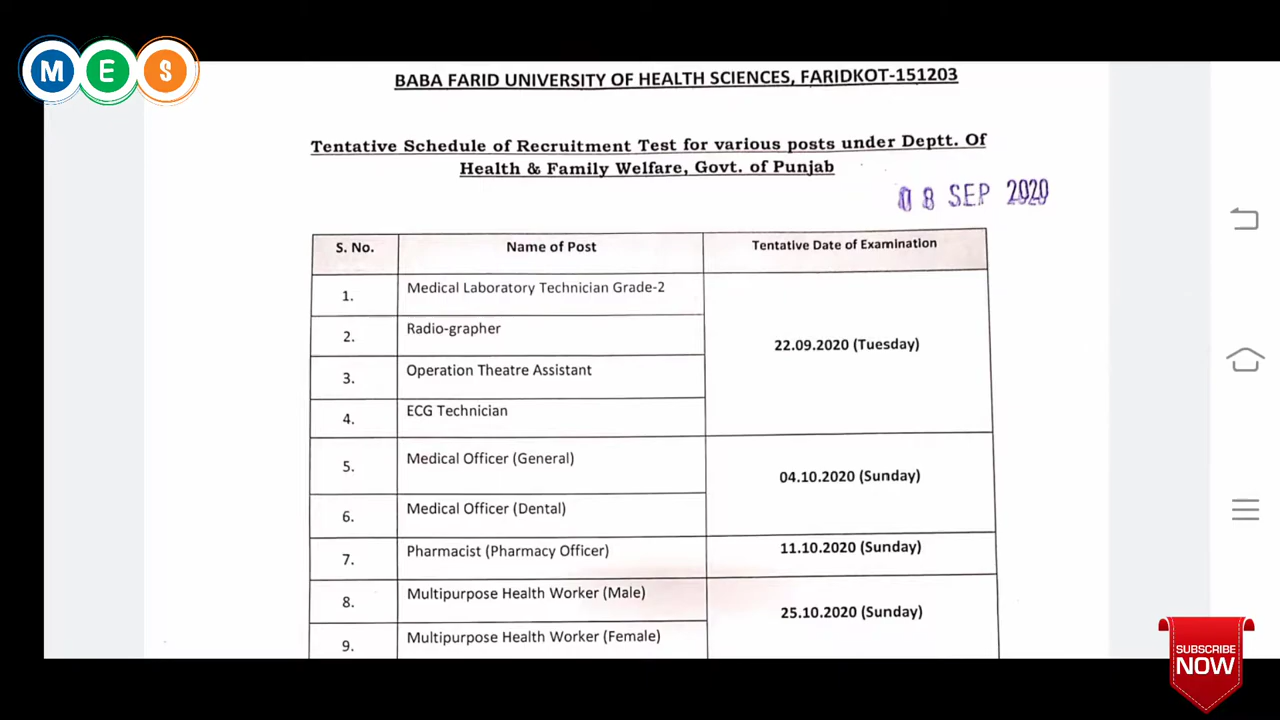 MES
BABA FARID UNIVERSITY OF HEALTH SCIENCES, FARIDKOT-151203
Tentative Schedule of Recruitment Test for various posts under Deptt. Of
Health & Family Welfare, Govt. of Punjab
08 SEP 2020
S. No. Name of Post Tentative Date of Examination
1. Medical Laboratory Technician Grade-2
2. Radio-grapher
22.09.2020 (Tuesday)
3. Operation Theatre Assistant
4. ECG Technician
5. Medical Officer (General)
04.10.2020 (Sunday)
6. Medical Officer (Dental)
7. Pharmacist (Pharmacy Officer) 11.10.2020 (Sunday)
8. Multipurpose Health Worker (Male)
25.10.2020 (Sunday)
9. Multipurpose Health Worker (Female)
SUBSCRIBE
NOW